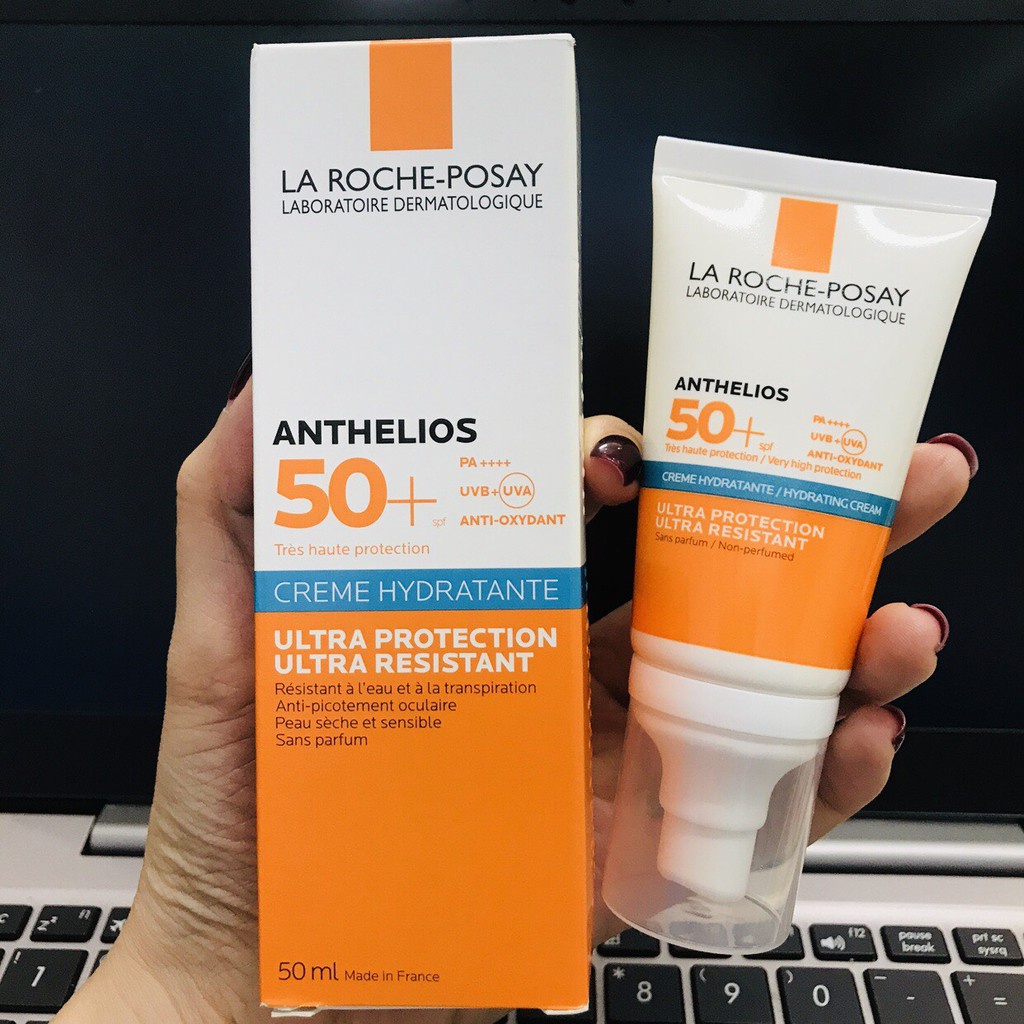 LA ROCHE-POSAY
LABORATOIRE DERMATOLOGIQUE
ANTHELIOS
50+ spf
PA ++++
UVB + UVA
ANTI-OXYDANT
Très haute protection
CREME HYDRATANTE
ULTRA PROTECTION
ULTRA RESISTANT
Résistant à l'eau et à la transpiration
Anti-picotement oculaire
Peau sèche et sensible
Sans parfum
50 ml Made in France
LA ROCHE-POSAY
LABORATOIRE DERMATOLOGIQUE
ANTHELIOS
50+ spf
PA++++
UVB + UVA
ANTI-OXYDANT
Très haute protection / Very high protection
CREME HYDRATANTE / HYDRATING CREAM
ULTRA PROTECTION
ULTRA RESISTANT
Sans parfum / Non-perfumed
c
zz fn
f12
pause
break
prt sc
sysrq
!
1
*
8
(
9
)
0
_
-
+
=